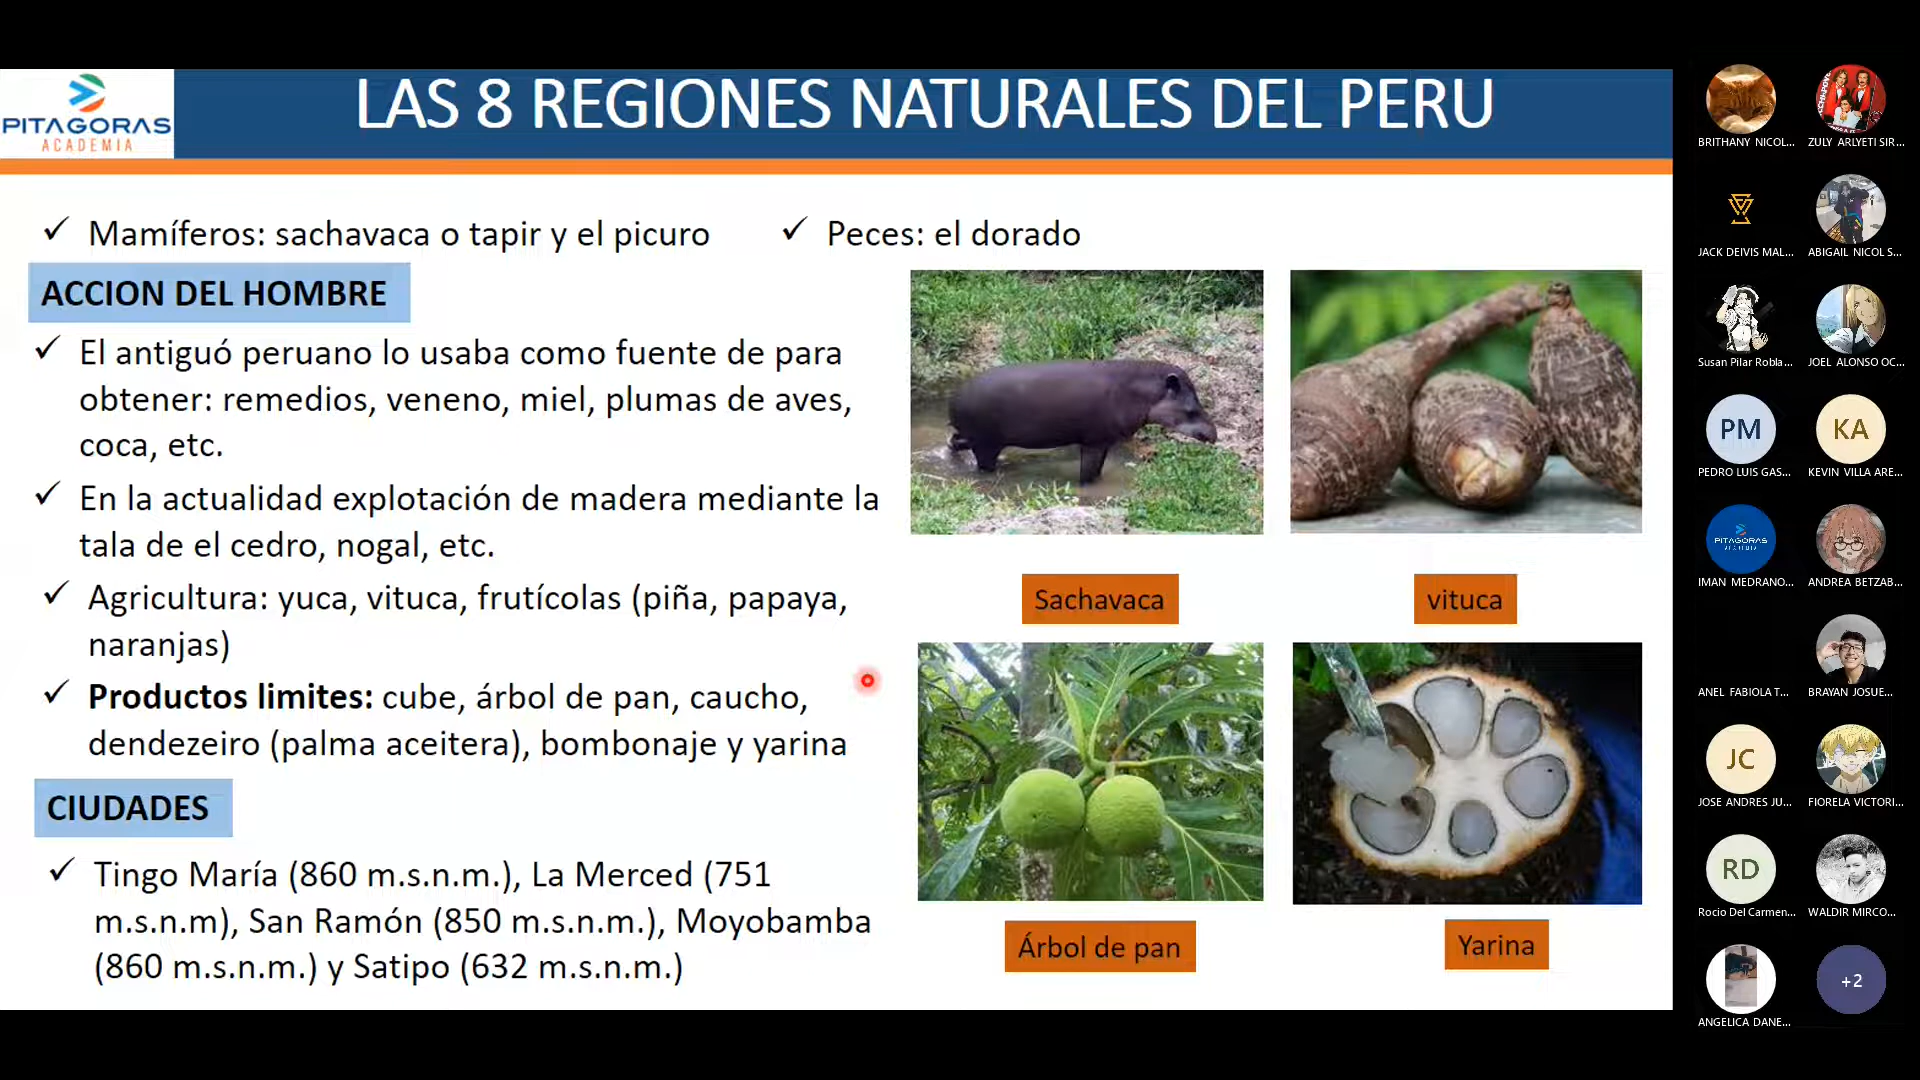 PITAGORAS
ACADEMIA
LAS 8 REGIONES NATURALES DEL PERU
✓ Mamíferos: sachavaca o tapir y el picuro
✓ Peces: el dorado
ACCION DEL HOMBRE
✓ El antiguó peruano lo usaba como fuente de para
obtener: remedios, veneno, miel, plumas de aves,
coca, etc.
✓ En la actualidad explotación de madera mediante la
tala de el cedro, nogal, etc.
✓ Agricultura: yuca, vituca, frutícolas (piña, papaya,
naranjas)
✓ Productos limites: cube, árbol de pan, caucho,
dendezeiro (palma aceitera), bombonaje y yarina
CIUDADES
✓ Tingo María (860 m.s.n.m.), La Merced (751
m.s.n.m), San Ramón (850 m.s.n.m.), Moyobamba
(860 m.s.n.m.) y Satipo (632 m.s.n.m.)
Sachavaca
vituca
Árbol de pan
Yarina
BRITHANY NICOL...
ZULY ARLYETI SIR...
JACK DEIVIS MAL...
ABIGAIL NICOL S...
Susan Pilar Robla...
JOEL ALONSO OC...
PM
KA
PEDRO LUIS GAS...
KEVIN VILLA ARE...
PITAGORAS
IMAN MEDRANO...
ANDREA BETZAB...
ANEL FABIOLA T...
BRAYAN JOSUE...
JC
JOSE ANDRES JU...
FIORELA VICTORI...
RD
Rocio Del Carmen...
WALDIR MIRCO...
+2
ANGELICA DANE...